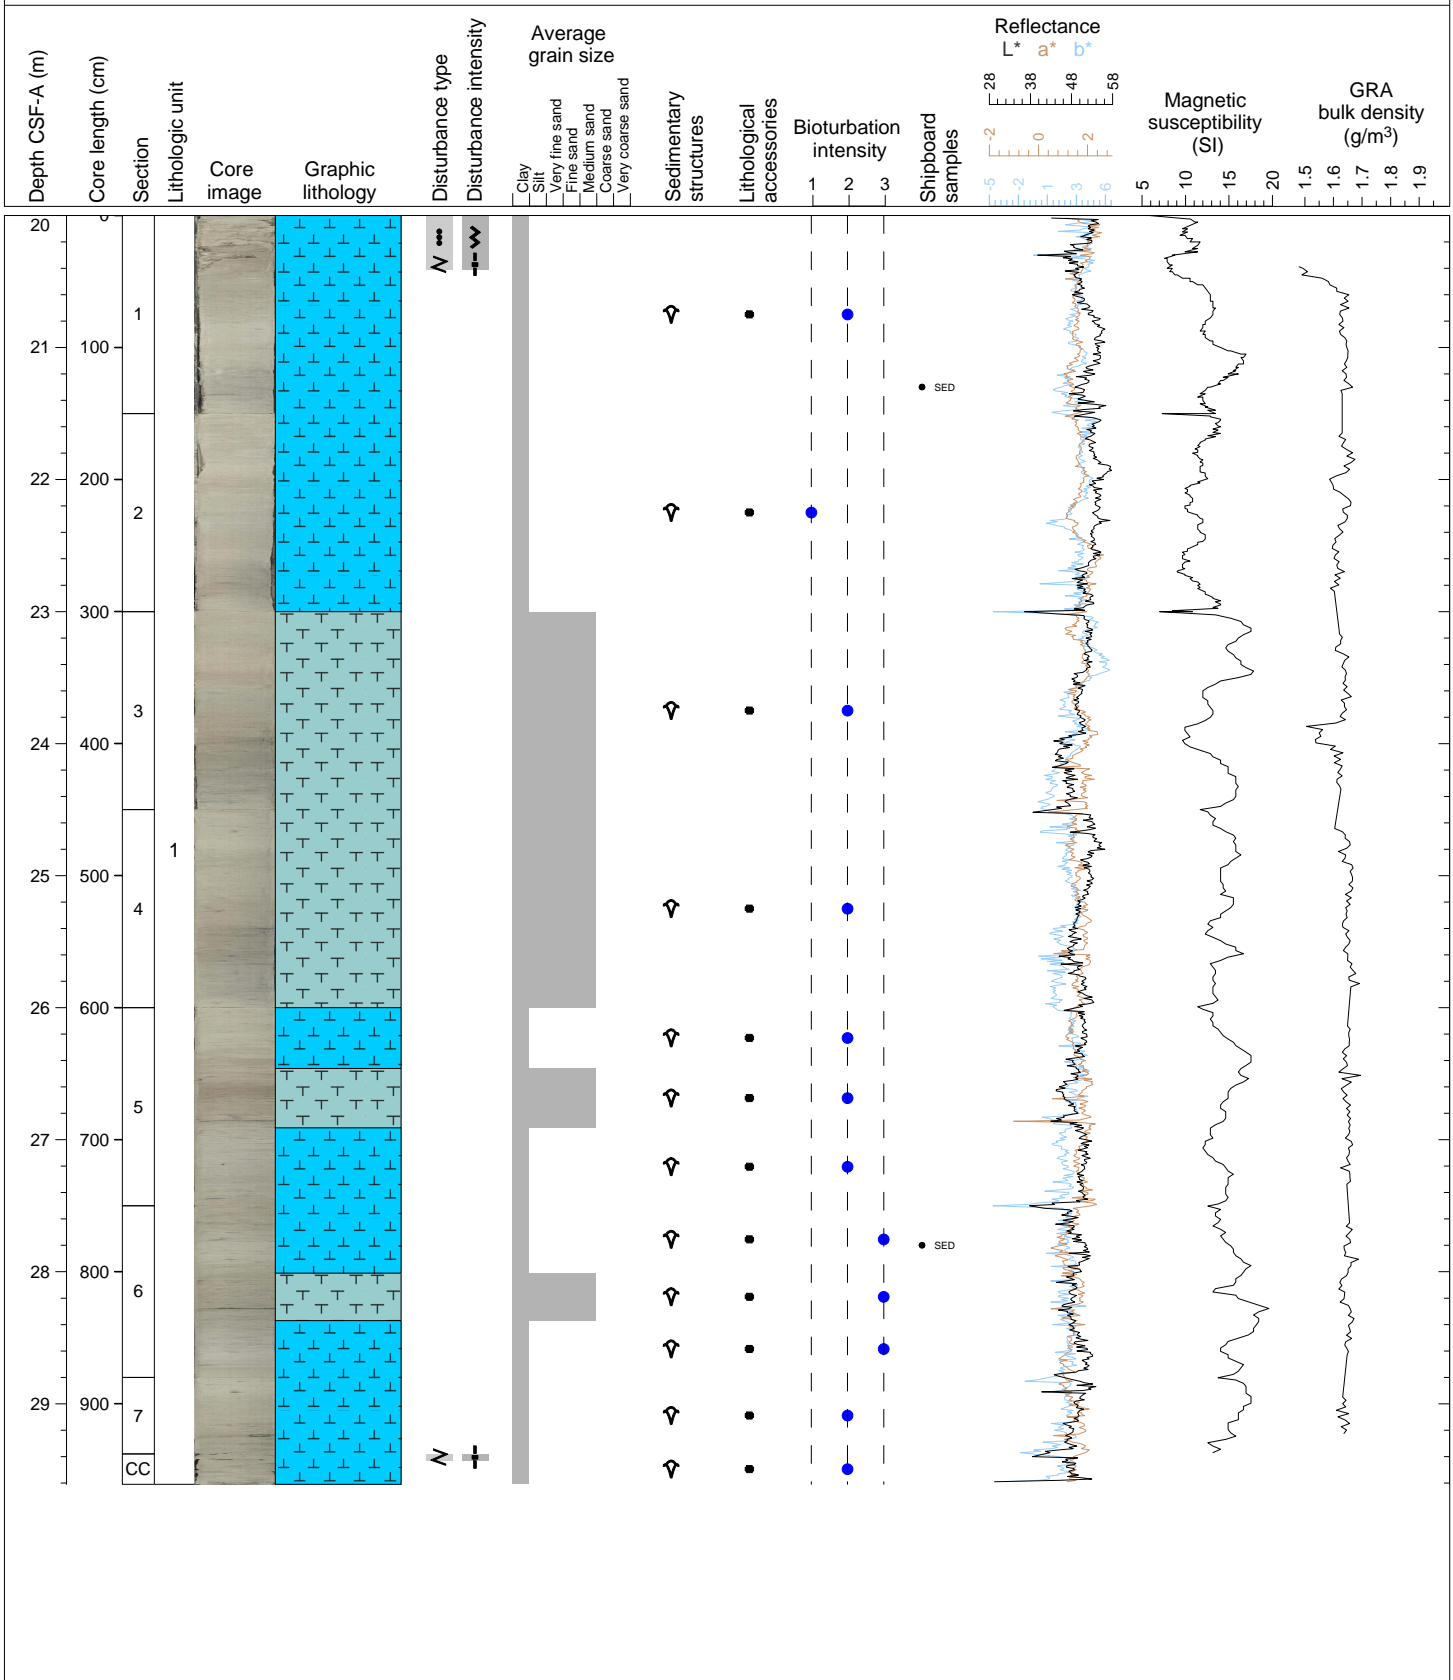 Depth CSF-A (m)
Core length (cm)
Section
Lithologic unit
Core
image
Graphic
lithology
Disturbance type
Disturbance intensity
Average
grain size
Clay
Silt
Very fine sand
Fine sand
Medium sand
Coarse sand
Very coarse sand
Sedimentary
structures
Lithological
accessories
Bioturbation
intensity
1 2 3
Shipboard
samples
Reflectance
L* a* b*
28 38 48 58
-2 0 2
-5 -2 1 3 6
Magnetic
susceptibility
(SI)
5 10 15 20
GRA
bulk density
(g/m³)
1.5 1.6 1.7 1.8 1.9
20 0
1
21 100
SED
22 200
2
23 300
3
24 400
1
25 500
4
26 600
5
27 700
SED
28 800
6
29 900
7
CC